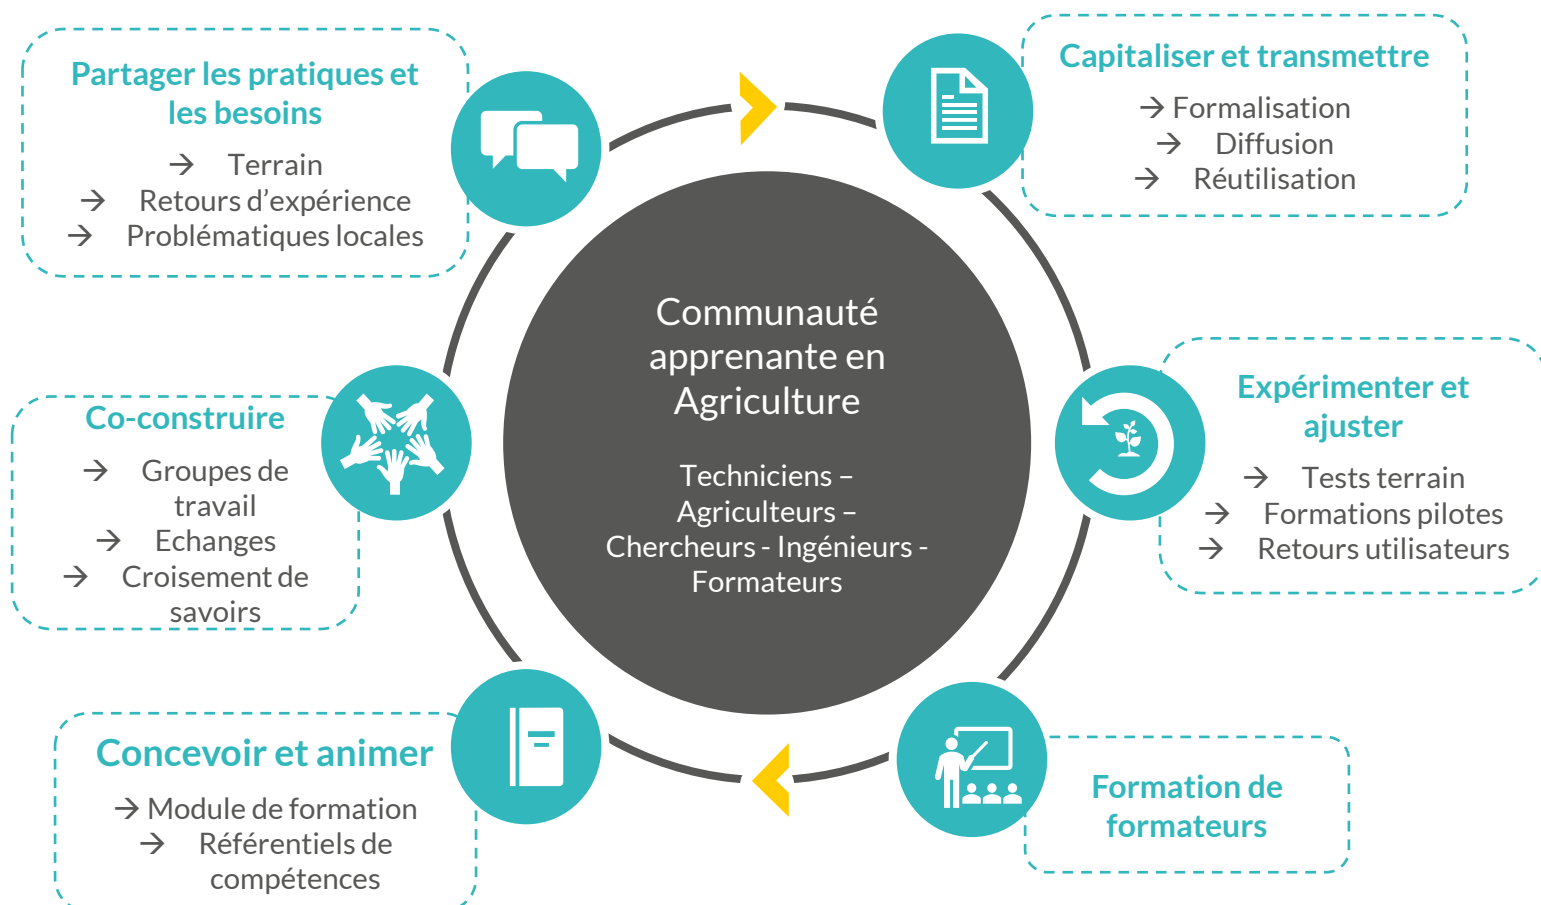 Partager les pratiques et
les besoins
→ Terrain
→ Retours d’expérience
→ Problématiques locales
Capitaliser et transmettre
→ Formalisation
→ Diffusion
→ Réutilisation
Communauté
apprenante en
Agriculture
Techniciens –
Agriculteurs –
Chercheurs - Ingénieurs -
Formateurs
Co-construire
→ Groupes de
travail
→ Echanges
→ Croisement de
savoirs
Expérimenter et
ajuster
→ Tests terrain
→ Formations pilotes
→ Retours utilisateurs
Concevoir et animer
→ Module de formation
→ Référentiels de
compétences
Formation de
formateurs